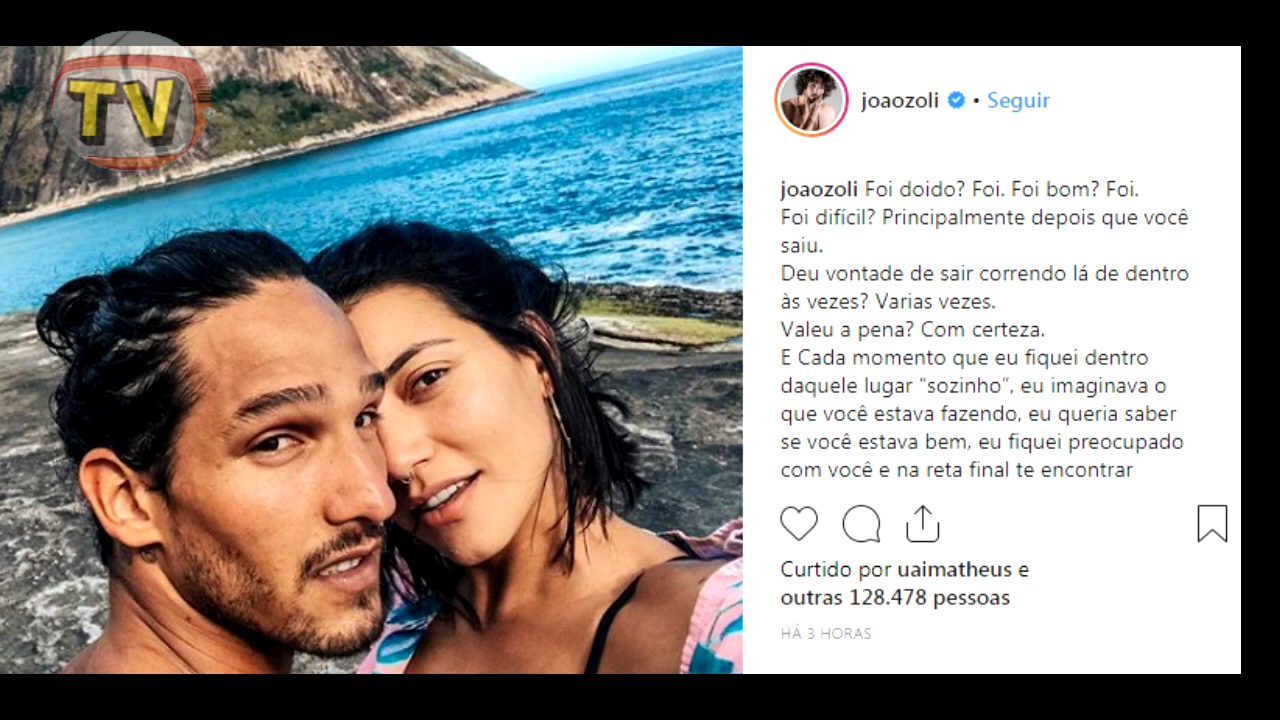 TV
joaozoli • Seguir
joaozoli Foi doido? Foi. Foi bom? Foi.
Foi difícil? Principalmente depois que você
saiu.
Deu vontade de sair correndo lá de dentro
às vezes? Varias vezes.
Valeu a pena? Com certeza.
E Cada momento que eu fiquei dentro
daquele lugar “sozinho”, eu imaginava o
que você estava fazendo, eu queria saber
se você estava bem, eu fiquei preocupado
com você e na reta final te encontrar
Curtido por uaimatheus e
outras 128.478 pessoas
HÁ 3 HORAS